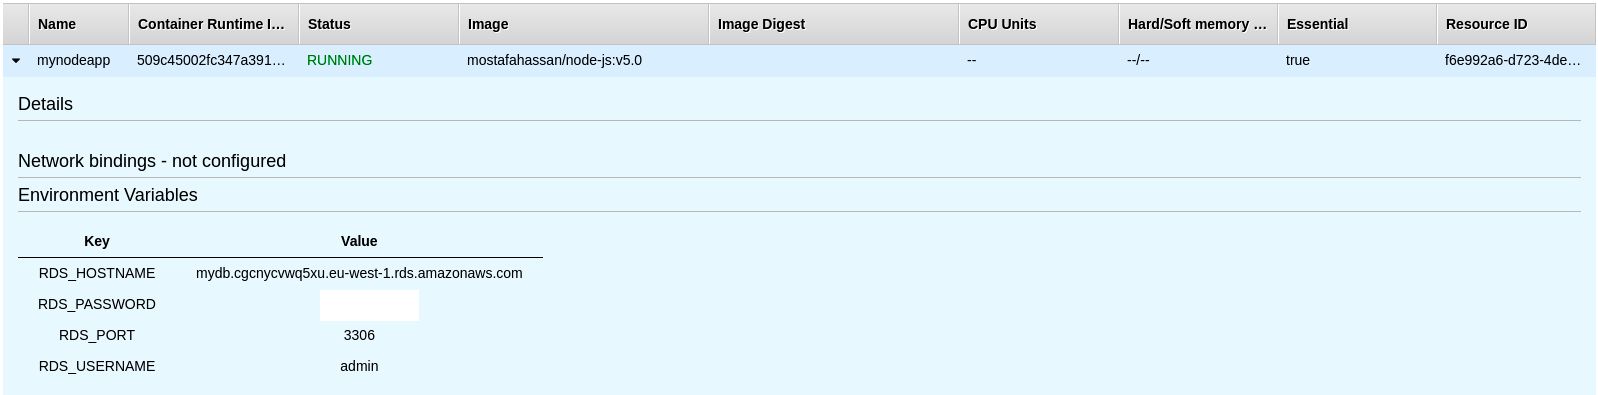 Name Container Runtime I... Status Image Image Digest CPU Units Hard/Soft memory ... Essential Resource ID
mynodeapp 509c45002fc347a391... RUNNING mostafahassan/node-js:v5.0 -- --/-- true f6e992a6-d723-4de...
Details
Network bindings - not configured
Environment Variables
Key Value
RDS_HOSTNAME mydb.cgcnycvwq5xu.eu-west-1.rds.amazonaws.com
RDS_PASSWORD
RDS_PORT 3306
RDS_USERNAME admin